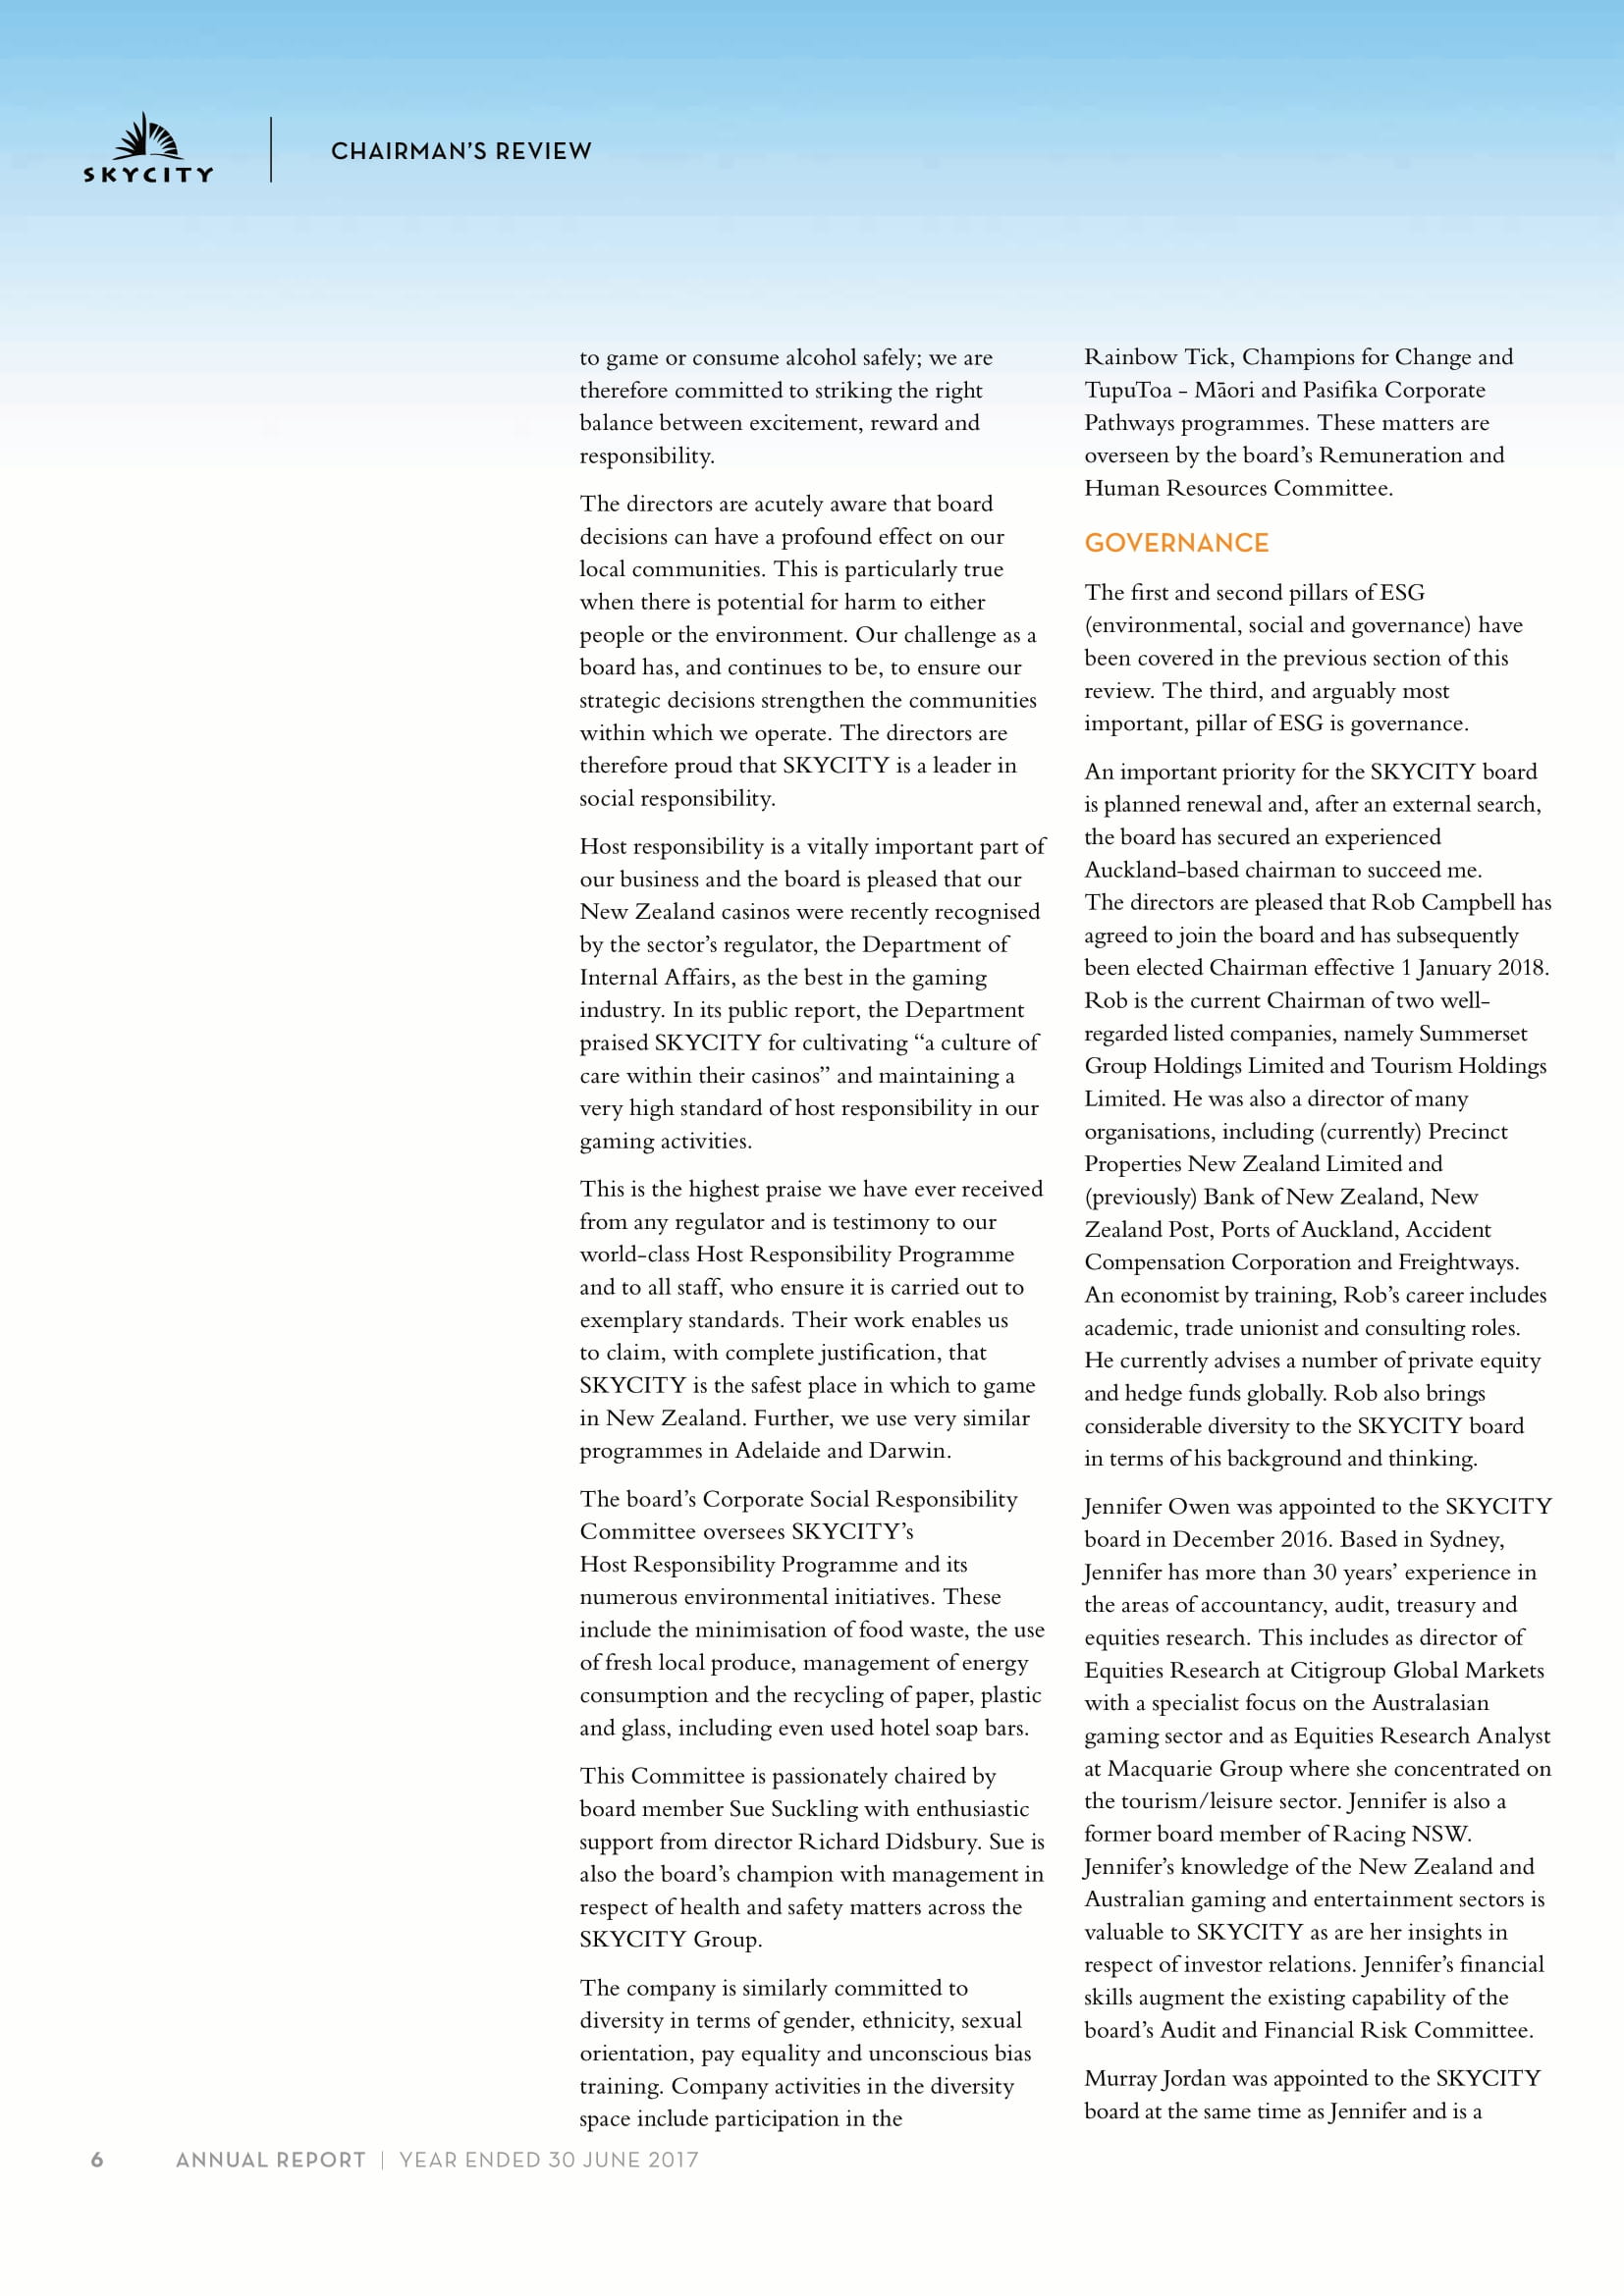 SKYCITY
CHAIRMAN'S REVIEW
to game or consume alcohol safely; we are
therefore committed to striking the right
balance between excitement, reward and
responsibility.
The directors are acutely aware that board
decisions can have a profound effect on our
local communities. This is particularly true
when there is potential for harm to either
people or the environment. Our challenge as a
board has, and continues to be, to ensure our
strategic decisions strengthen the communities
within which we operate. The directors are
therefore proud that SKYCITY is a leader in
social responsibility.
Host responsibility is a vitally important part of
our business and the board is pleased that our
New Zealand casinos were recently recognised
by the sector's regulator, the Department of
Internal Affairs, as the best in the gaming
industry. In its public report, the Department
praised SKYCITY for cultivating “a culture of
care within their casinos” and maintaining a
very high standard of host responsibility in our
gaming activities.
This is the highest praise we have ever received
from any regulator and is testimony to our
world-class Host Responsibility Programme
and to all staff, who ensure it is carried out to
exemplary standards. Their work enables us
to claim, with complete justification, that
SKYCITY is the safest place in which to game
in New Zealand. Further, we use very similar
programmes in Adelaide and Darwin.
The board's Corporate Social Responsibility
Committee oversees SKYCITY's
Host Responsibility Programme and its
numerous environmental initiatives. These
include the minimisation of food waste, the use
of fresh local produce, management of energy
consumption and the recycling of paper, plastic
and glass, including even used hotel soap bars.
This Committee is passionately chaired by
board member Sue Suckling with enthusiastic
support from director Richard Didsbury. Sue is
also the board's champion with management in
respect of health and safety matters across the
SKYCITY Group.
The company is similarly committed to
diversity in terms of gender, ethnicity, sexual
orientation, pay equality and unconscious bias
training. Company activities in the diversity
space include participation in the
Rainbow Tick, Champions for Change and
TupuToa - Māori and Pasifika Corporate
Pathways programmes. These matters are
overseen by the board's Remuneration and
Human Resources Committee.
GOVERNANCE
The first and second pillars of ESG
(environmental, social and governance) have
been covered in the previous section of this
review. The third, and arguably most
important, pillar of ESG is governance.
An important priority for the SKYCITY board
is planned renewal and, after an external search,
the board has secured an experienced
Auckland-based chairman to succeed me.
The directors are pleased that Rob Campbell has
agreed to join the board and has subsequently
been elected Chairman effective 1 January 2018.
Rob is the current Chairman of two well-
regarded listed companies, namely Summerset
Group Holdings Limited and Tourism Holdings
Limited. He was also a director of many
organisations, including (currently) Precinct
Properties New Zealand Limited and
(previously) Bank of New Zealand, New
Zealand Post, Ports of Auckland, Accident
Compensation Corporation and Freightways.
An economist by training, Rob's career includes
academic, trade unionist and consulting roles.
He currently advises a number of private equity
and hedge funds globally. Rob also brings
considerable diversity to the SKYCITY board
in terms of his background and thinking.
Jennifer Owen was appointed to the SKYCITY
board in December 2016. Based in Sydney,
Jennifer has more than 30 years' experience in
the areas of accountancy, audit, treasury and
equities research. This includes as director of
Equities Research at Citigroup Global Markets
with a specialist focus on the Australasian
gaming sector and as Equities Research Analyst
at Macquarie Group where she concentrated on
the tourism/leisure sector. Jennifer is also a
former board member of Racing NSW.
Jennifer's knowledge of the New Zealand and
Australian gaming and entertainment sectors is
valuable to SKYCITY as are her insights in
respect of investor relations. Jennifer's financial
skills augment the existing capability of the
board's Audit and Financial Risk Committee.
Murray Jordan was appointed to the SKYCITY
board at the same time as Jennifer and is a
6 ANNUAL REPORT | YEAR ENDED 30 JUNE 2017